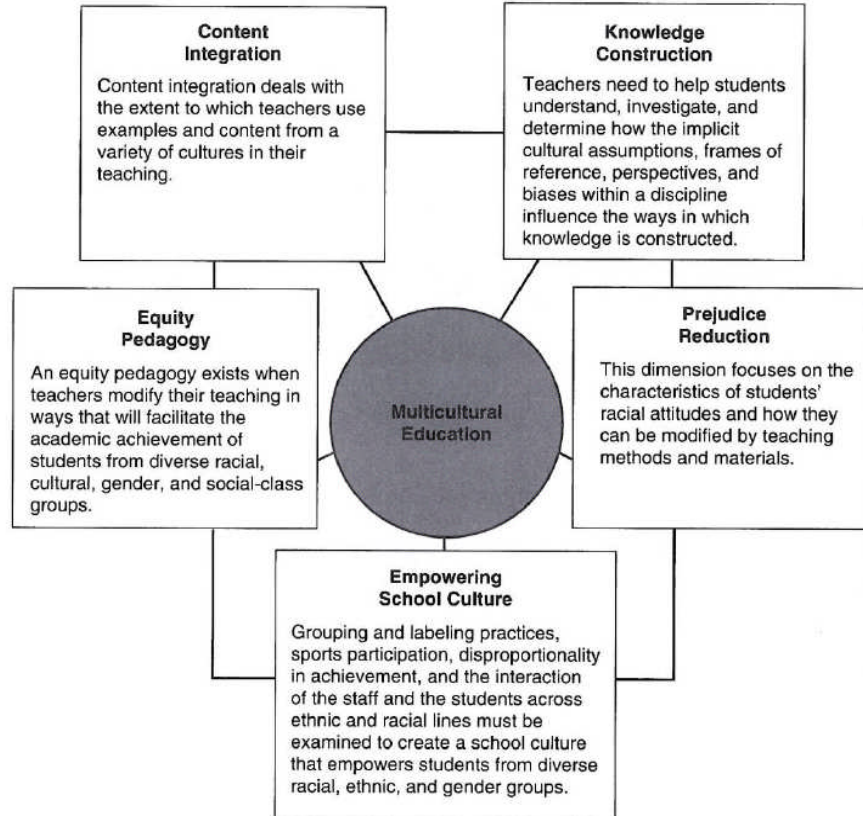 Content
Integration
Content integration deals with
the extent to which teachers use
examples and content from a
variety of cultures in their
teaching.
Knowledge
Construction
Teachers need to help students
understand, investigate, and
determine how the implicit
cultural assumptions, frames of
reference, perspectives, and
biases within a discipline
influence the ways in which
knowledge is constructed.
Equity
Pedagogy
An equity pedagogy exists when
teachers modify their teaching in
ways that will facilitate the
academic achievement of
students from diverse racial,
cultural, gender, and social-class
groups.
Multicultural
Education
Prejudice
Reduction
This dimension focuses on the
characteristics of students'
racial attitudes and how they
can be modified by teaching
methods and materials.
Empowering
School Culture
Grouping and labeling practices,
sports participation, disproportionality
in achievement, and the interaction
of the staff and the students across
ethnic and racial lines must be
examined to create a school culture
that empowers students from diverse
racial, ethnic, and gender groups.